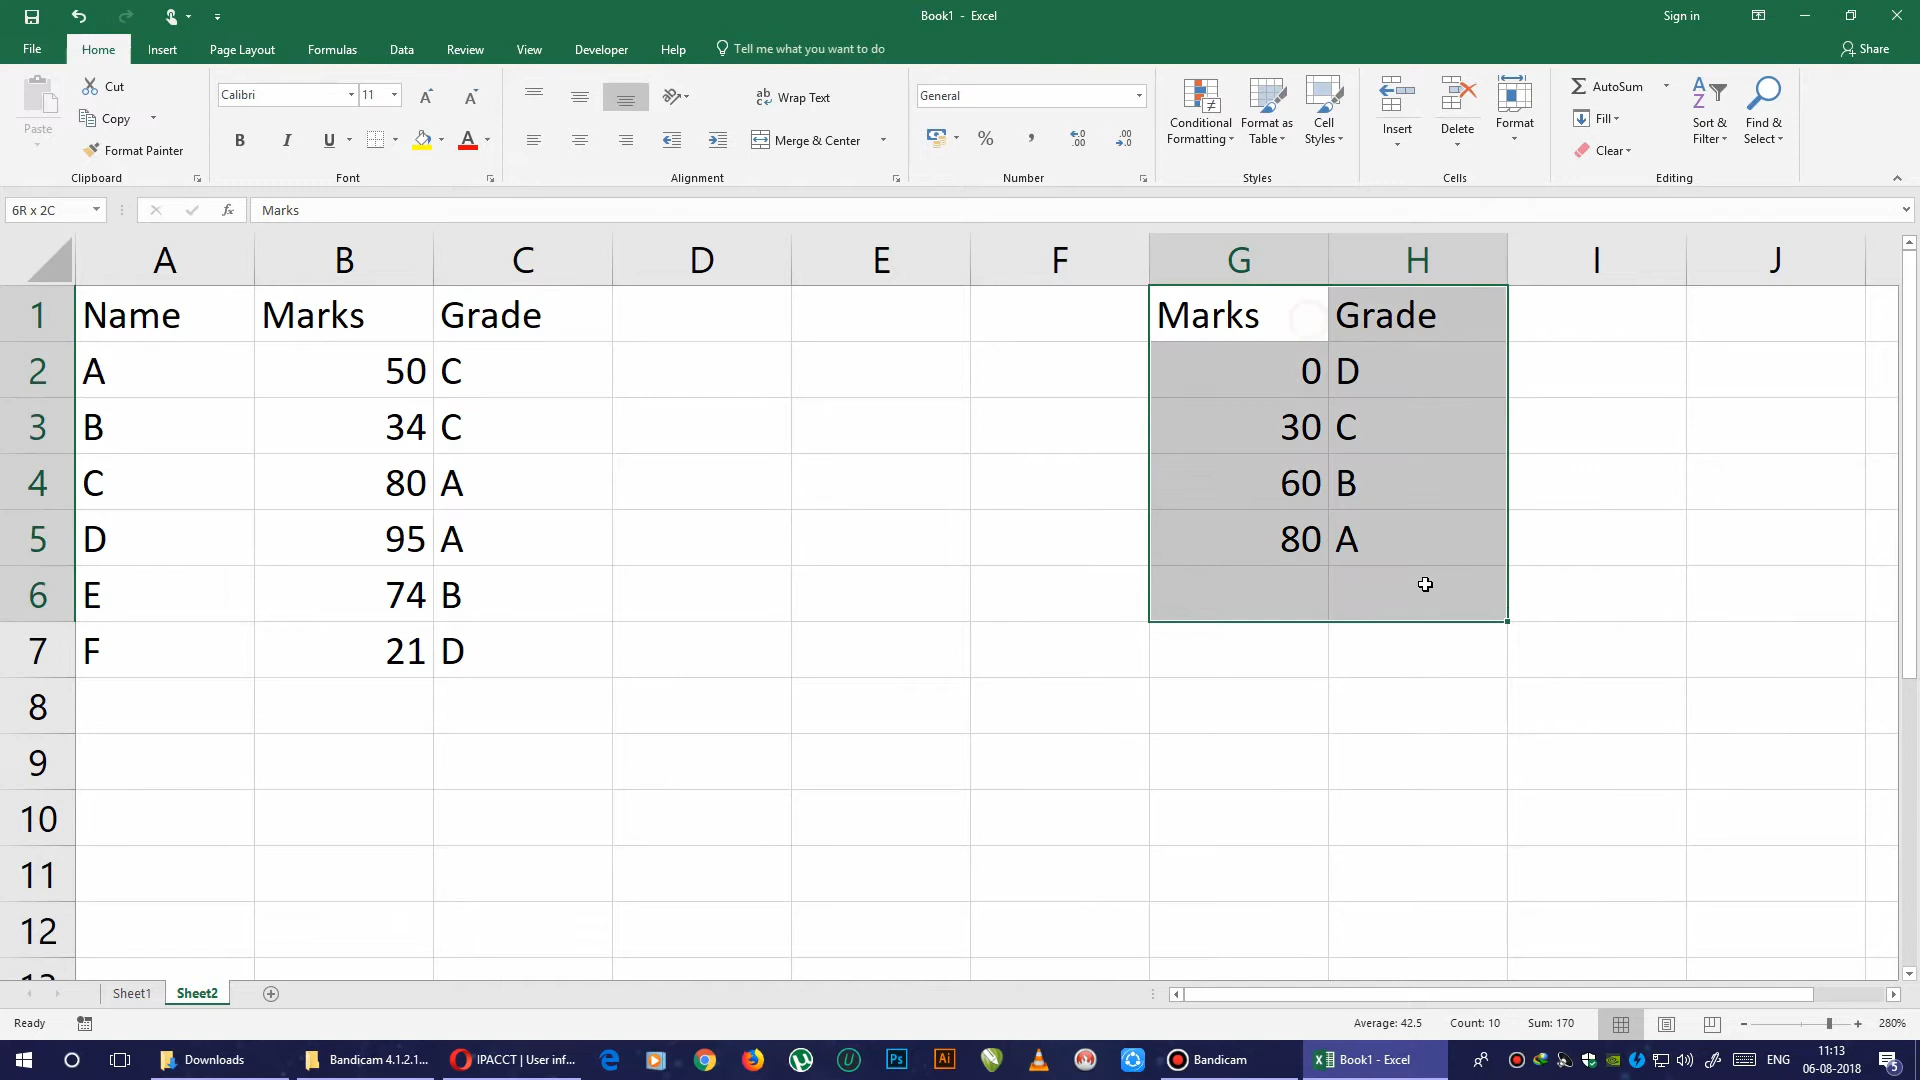 Book1 - Excel
Sign in
File Home Insert Page Layout Formulas Data Review View Developer Help Tell me what you want to do
Share
Paste
Cut
Copy
Format Painter
Clipboard
Calibri 11
B I U
Font
Wrap Text
Merge & Center
Alignment
General
%
Number
Conditional Formatting
Format as Table
Cell Styles
Styles
Insert
Delete
Format
Cells
AutoSum
Fill
Clear
Sort & Filter
Find & Select
Editing
6R x 2C
fx
Marks
A B C D E F G H I J
1 Name Marks Grade Marks Grade
2 A 50 C 0 D
3 B 34 C 30 C
4 C 80 A 60 B
5 D 95 A 80 A
6 E 74 B
7 F 21 D
8
9
10
11
12
Sheet1 Sheet2
Ready
Average: 42.5 Count: 10 Sum: 170
280%
Downloads
Bandicam 4.1.2.1...
IPACCT | User inf...
Ps
Ai
Bandicam
Book1 - Excel
ENG
11:13
06-08-2018
5